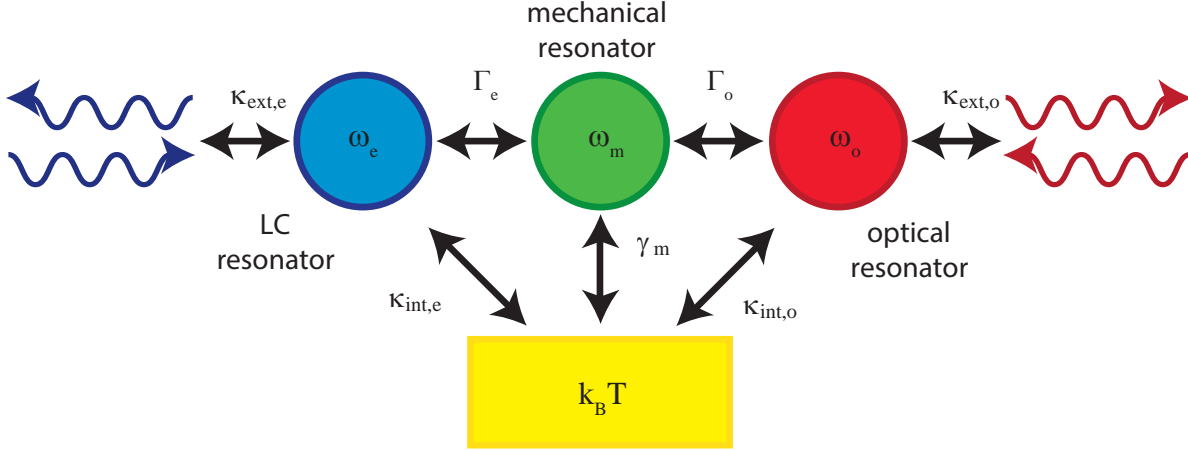 mechanical
resonator
κext,e
Γe
Γo
κext,o
ωe
ωm
ωo
LC
resonator
γm
optical
resonator
κint,e
κint,o
kBT